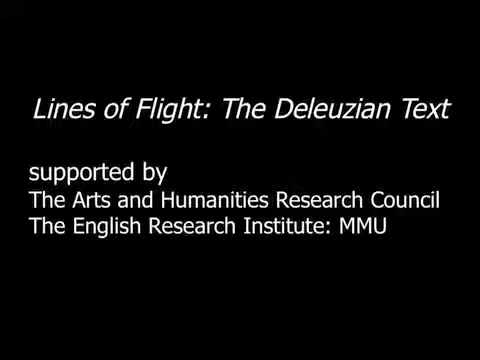 Lines of Flight: The Deleuzian Text
supported by
The Arts and Humanities Research Council
The English Research Institute: MMU